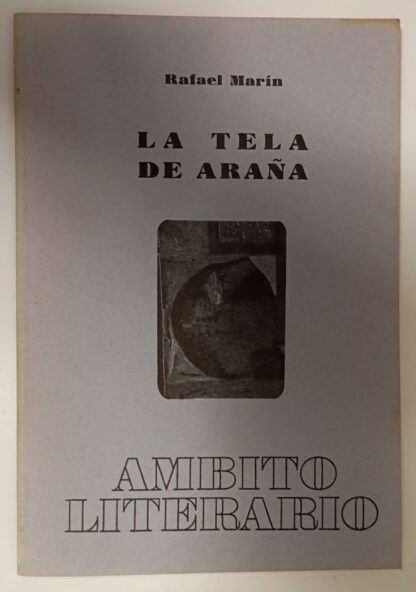 Rafael Marín
LA TELA
DE ARAÑA
AMBITO
LITERARIO